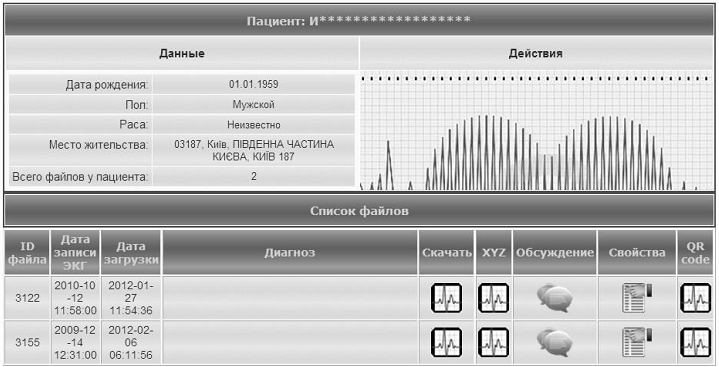 Пациент: И******************
Данные
Действия
Дата рождения: 01.01.1959
Пол: Мужской
Раса: Неизвестно
Место жительства: 03187, Київ, ПІВДЕННА ЧАСТИНА
КИЄВА, КИЇВ 187
Всего файлов у пациента: 2
Список файлов
ID файла Дата записи ЭКГ Дата загрузки Диагноз Скачать XYZ Обсуждение Свойства QR code
3122 2010-10-12 11:58:00 2012-01-27 11:54:36
3155 2009-12-14 12:31:00 2012-02-06 06:11:56